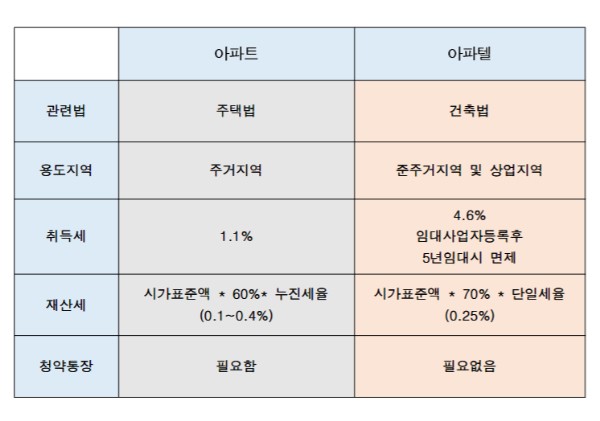 아파트 아파텔
관련법 주택법 건축법
용도지역 주거지역 준주거지역 및 상업지역
취득세 1.1% 4.6%
임대사업자등록후
5년임대시 면제
재산세 시가표준액 * 60%* 누진세율 시가표준액 * 70% * 단일세율
(0.1~0.4%) (0.25%)
청약통장 필요함 필요없음